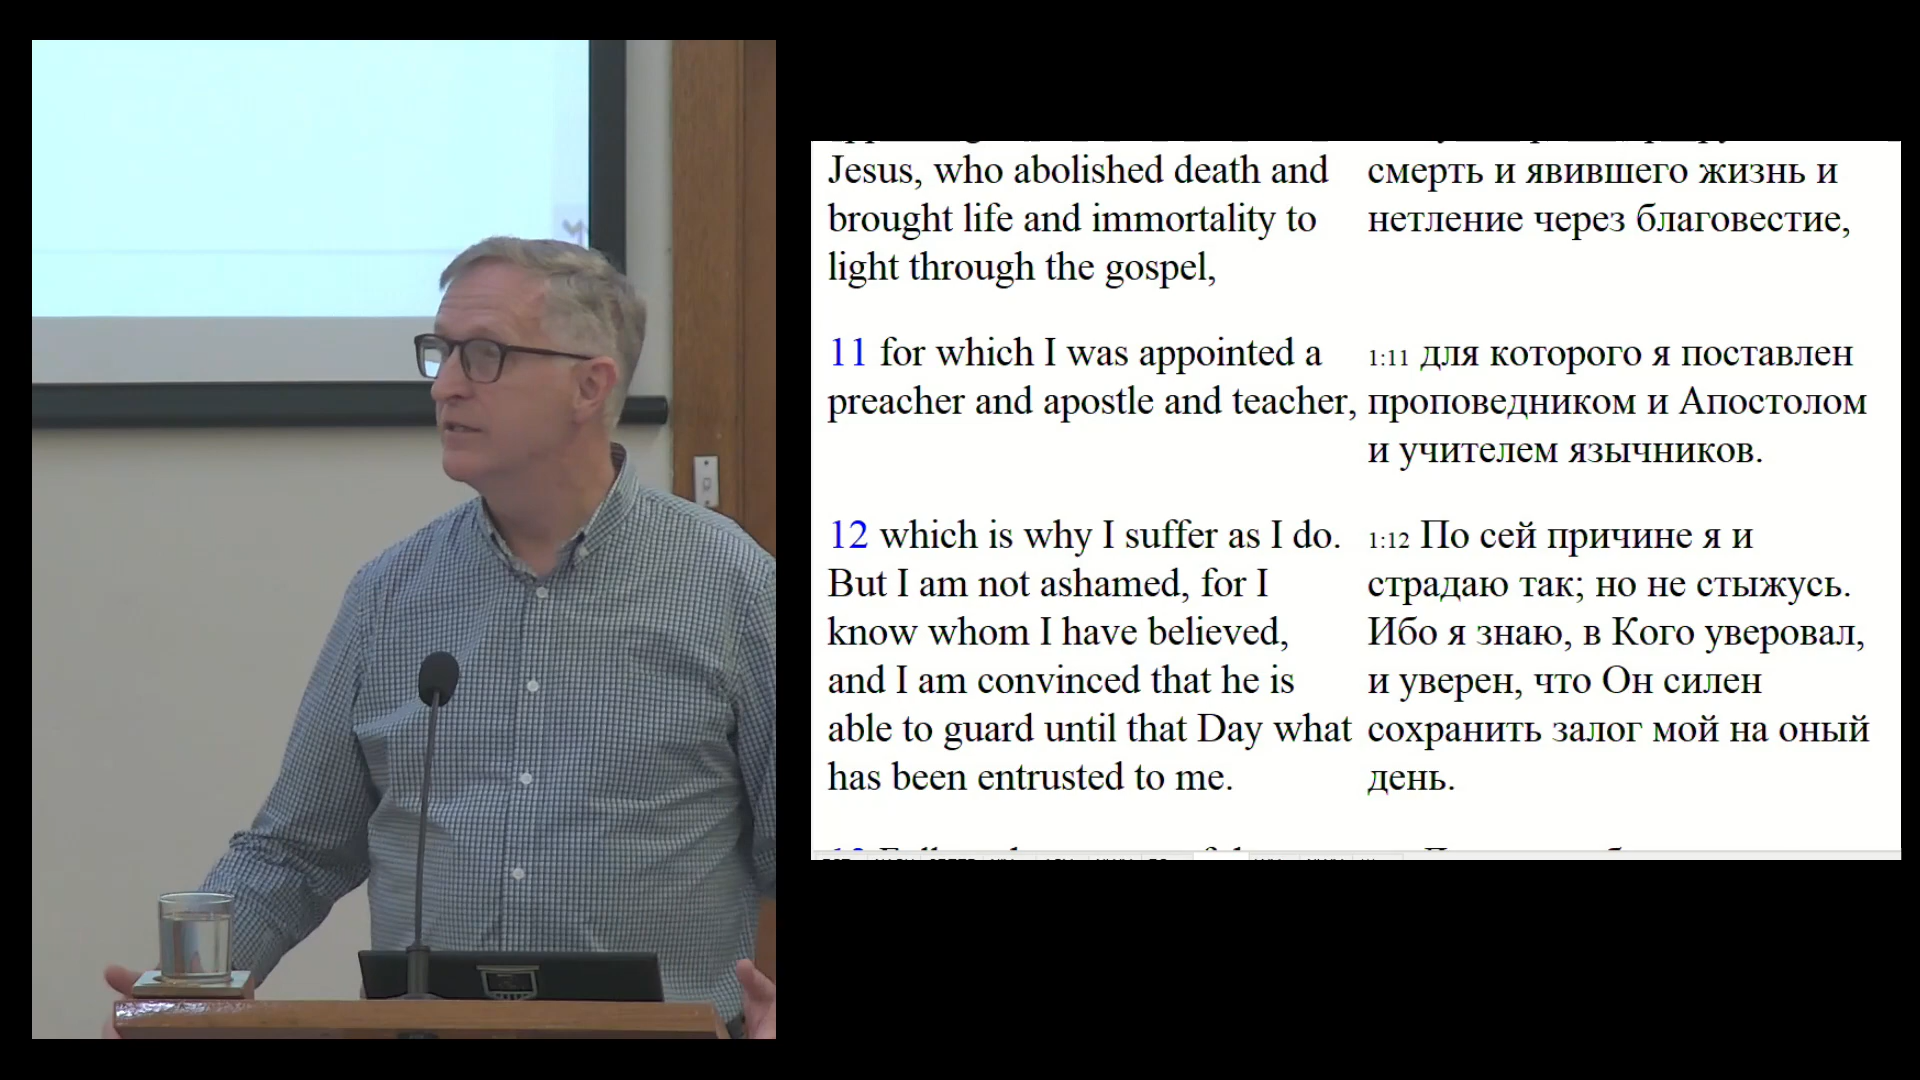 Jesus, who abolished death and
brought life and immortality to
light through the gospel,
11 for which I was appointed a
preacher and apostle and teacher,
12 which is why I suffer as I do.
But I am not ashamed, for I
know whom I have believed,
and I am convinced that he is
able to guard until that Day what
has been entrusted to me.
смерть и явившего жизнь и
нетление через благовестие,
1:11 для которого я поставлен
проповедником и Апостолом
и учителем язычников.
1:12 По сей причине я и
страдаю так; но не стыжусь.
Ибо я знаю, в Кого уверовал,
и уверен, что Он силен
сохранить залог мой на оный
день.